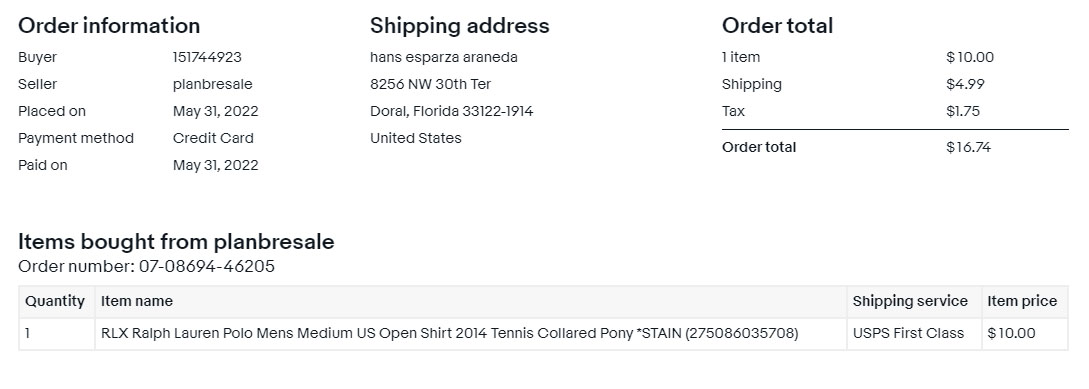 Order information
Buyer 151744923
Seller planbresale
Placed on May 31, 2022
Payment method Credit Card
Paid on May 31, 2022
Shipping address
hans esparza araneda
8256 NW 30th Ter
Doral, Florida 33122-1914
United States
Order total
1 item $10.00
Shipping $4.99
Tax $1.75
Order total $16.74
Items bought from planbresale
Order number: 07-08694-46205
Quantity Item name Shipping service Item price
1 RLX Ralph Lauren Polo Mens Medium US Open Shirt 2014 Tennis Collared Pony *STAIN (275086035708) USPS First Class $10.00